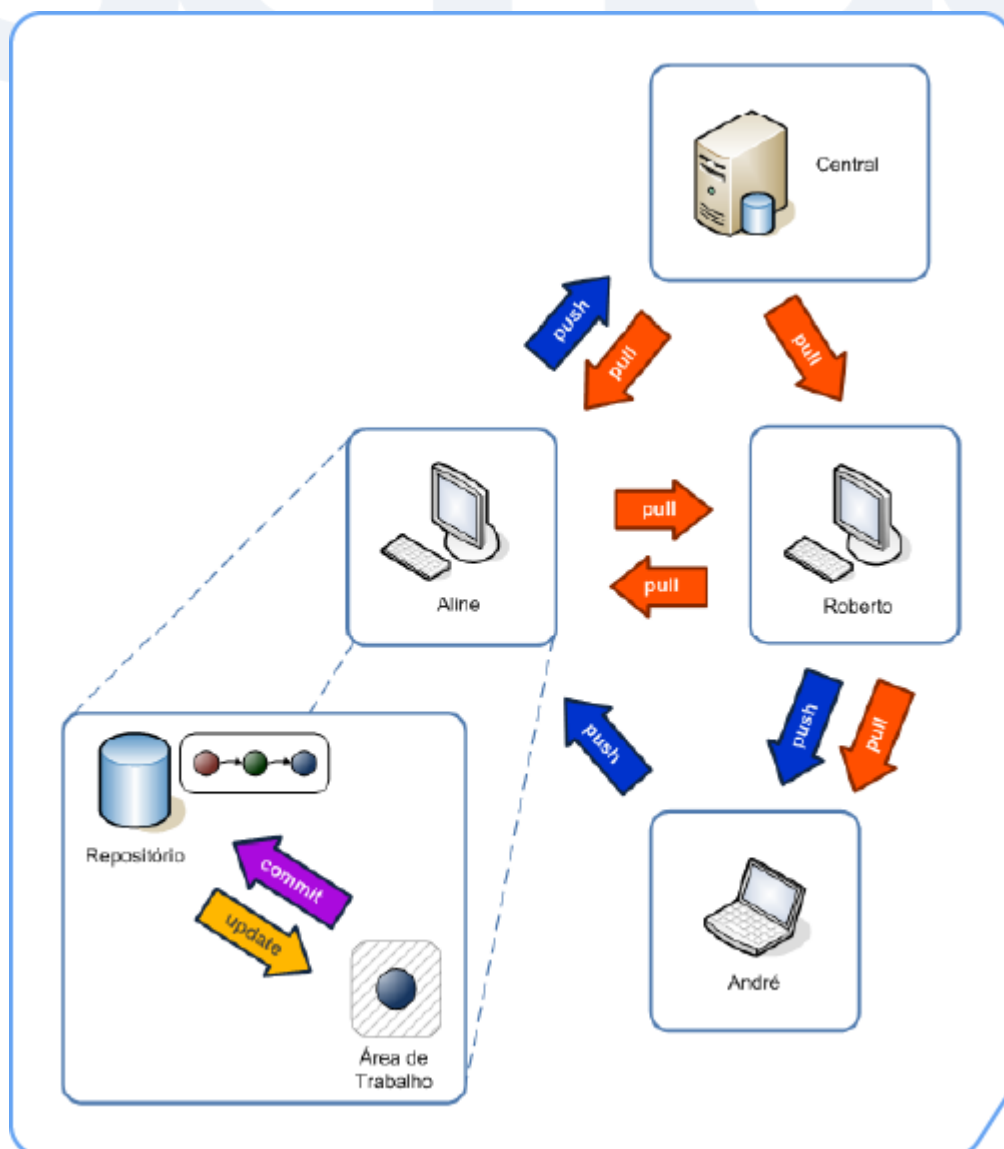 Central
push
pull
pull
pull
pull
Aline
Roberto
push
push
pull
Repositório
commit
update
André
Área de
Trabalho